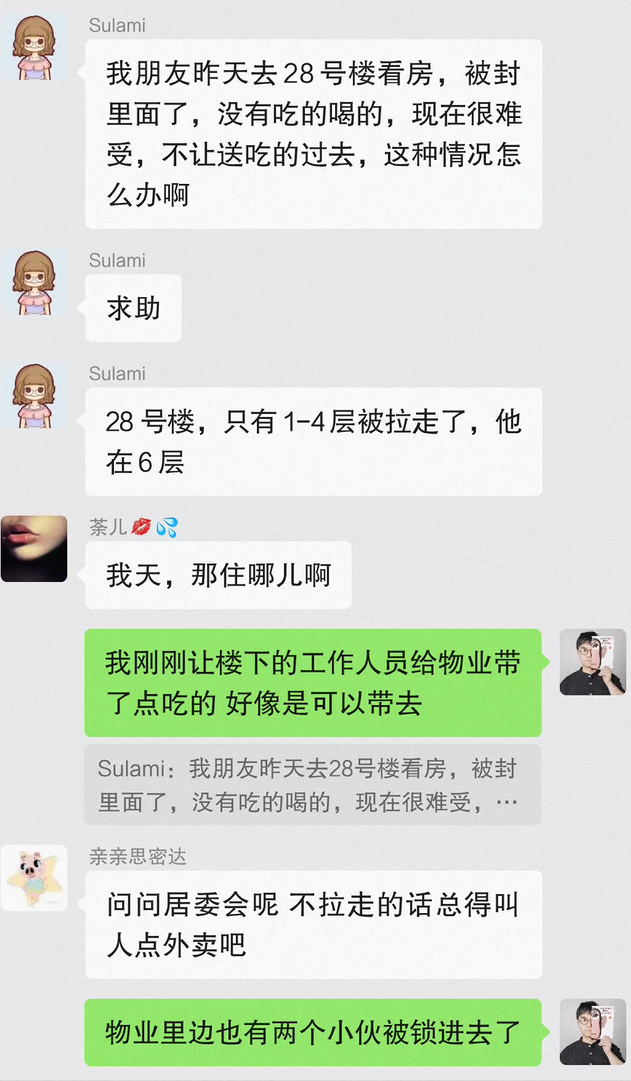 Sulami
我朋友昨天去28号楼看房，被封
里面了，没有吃的喝的，现在很难
受，不让送吃的过去，这种情况怎
么办啊
Sulami
求助
Sulami
28号楼，只有1-4层被拉走了，他
在6层
荼儿💋💦
我天，那住哪儿啊
我刚刚让楼下的工作人员给物业带
了点吃的 好像是可以带去
Sulami：我朋友昨天去28号楼看房，被封
里面了，没有吃的喝的，现在很难受，…
亲亲思密达
问问居委会呢 不拉走的话总得叫
人点外卖吧
物业里边也有两个小伙被锁进去了